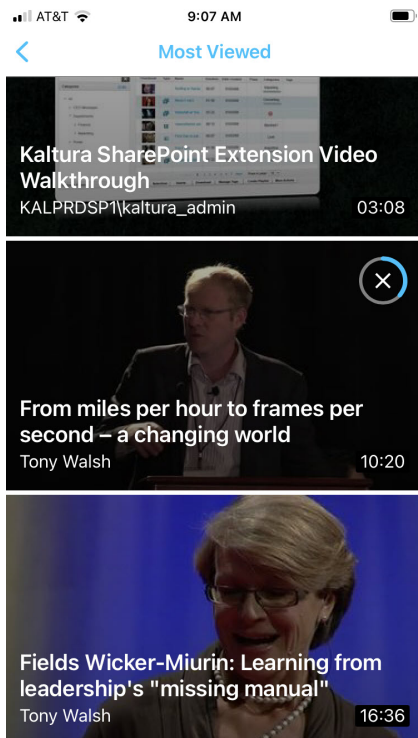 AT&T
9:07 AM
Most Viewed
Kaltura SharePoint Extension Video
Walkthrough
KALPRDSP1\kaltura_admin
03:08
From miles per hour to frames per
second – a changing world
Tony Walsh
10:20
Fields Wicker-Miurin: Learning from
leadership's "missing manual"
Tony Walsh
16:36